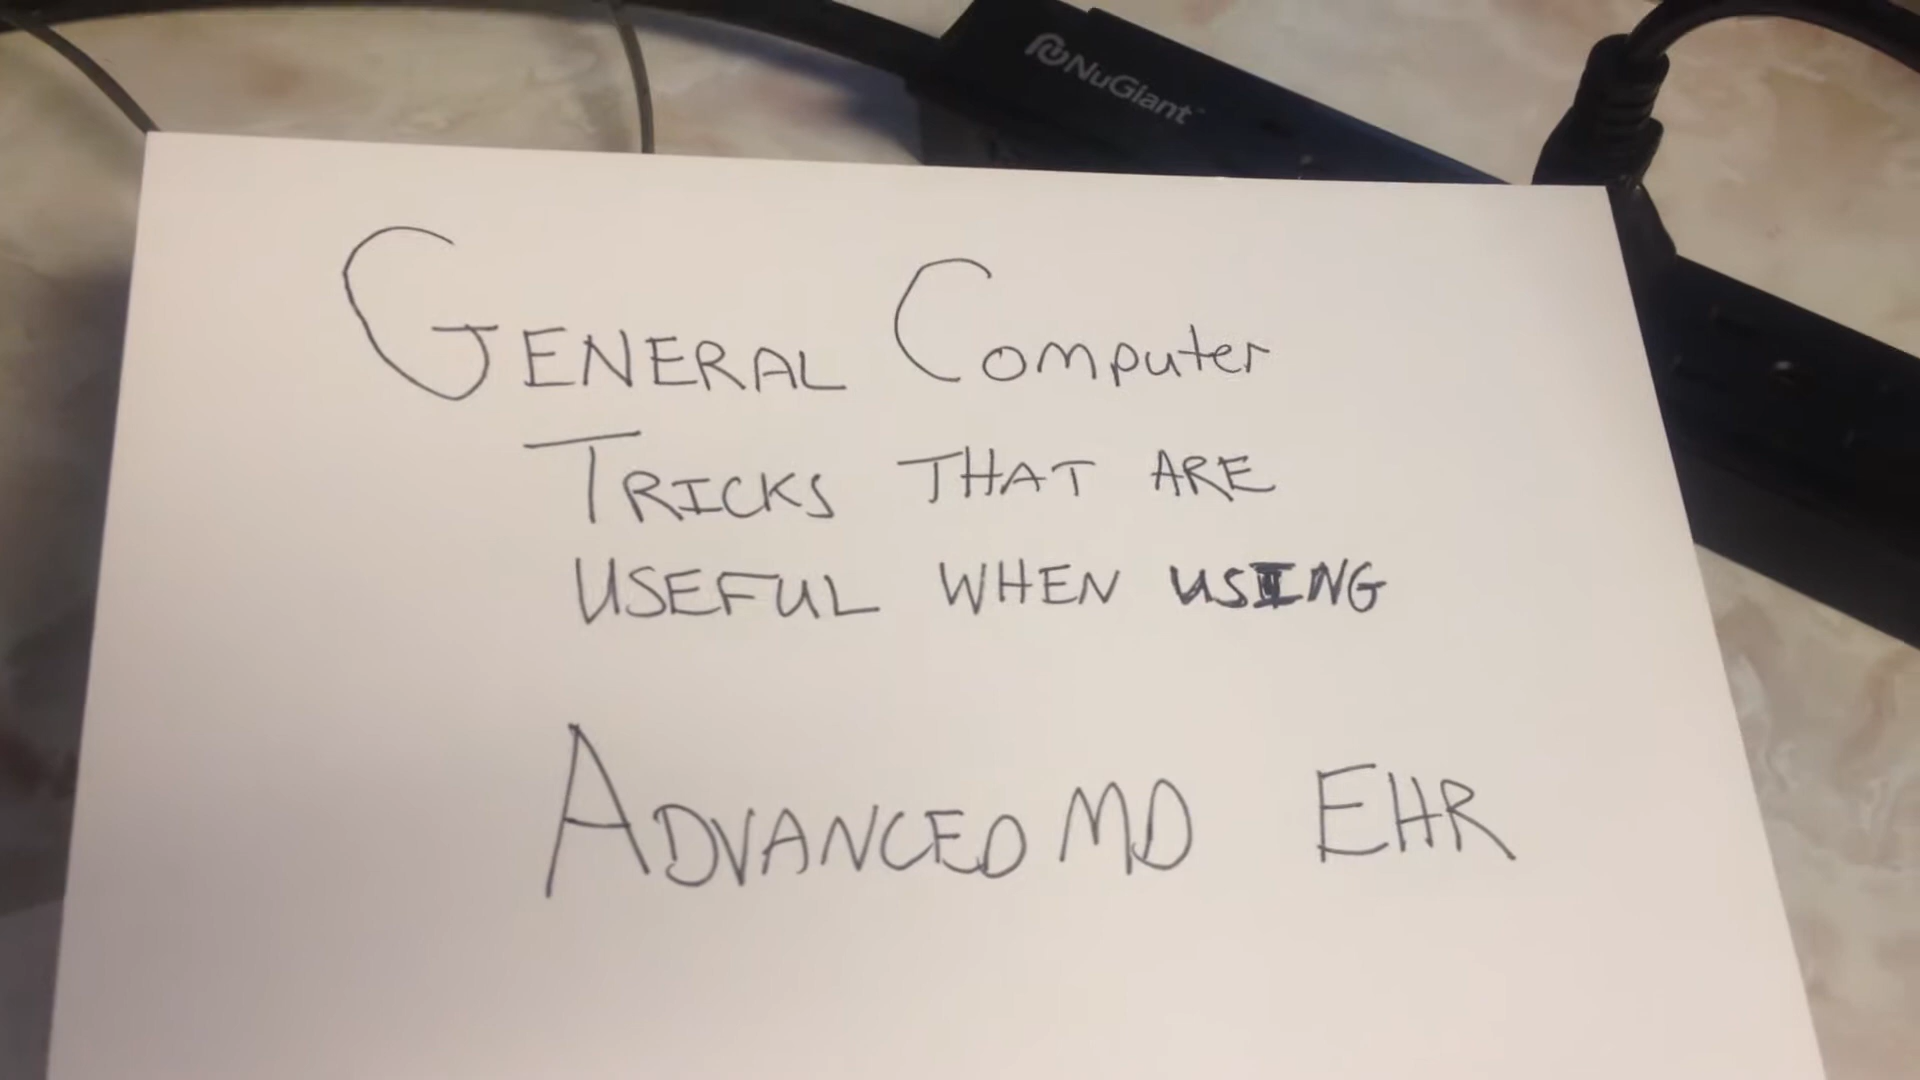 NuGiant
GENERAL Computer
TRICKS THAT ARE
USEFUL WHEN USING
ADVANCED MD EHR